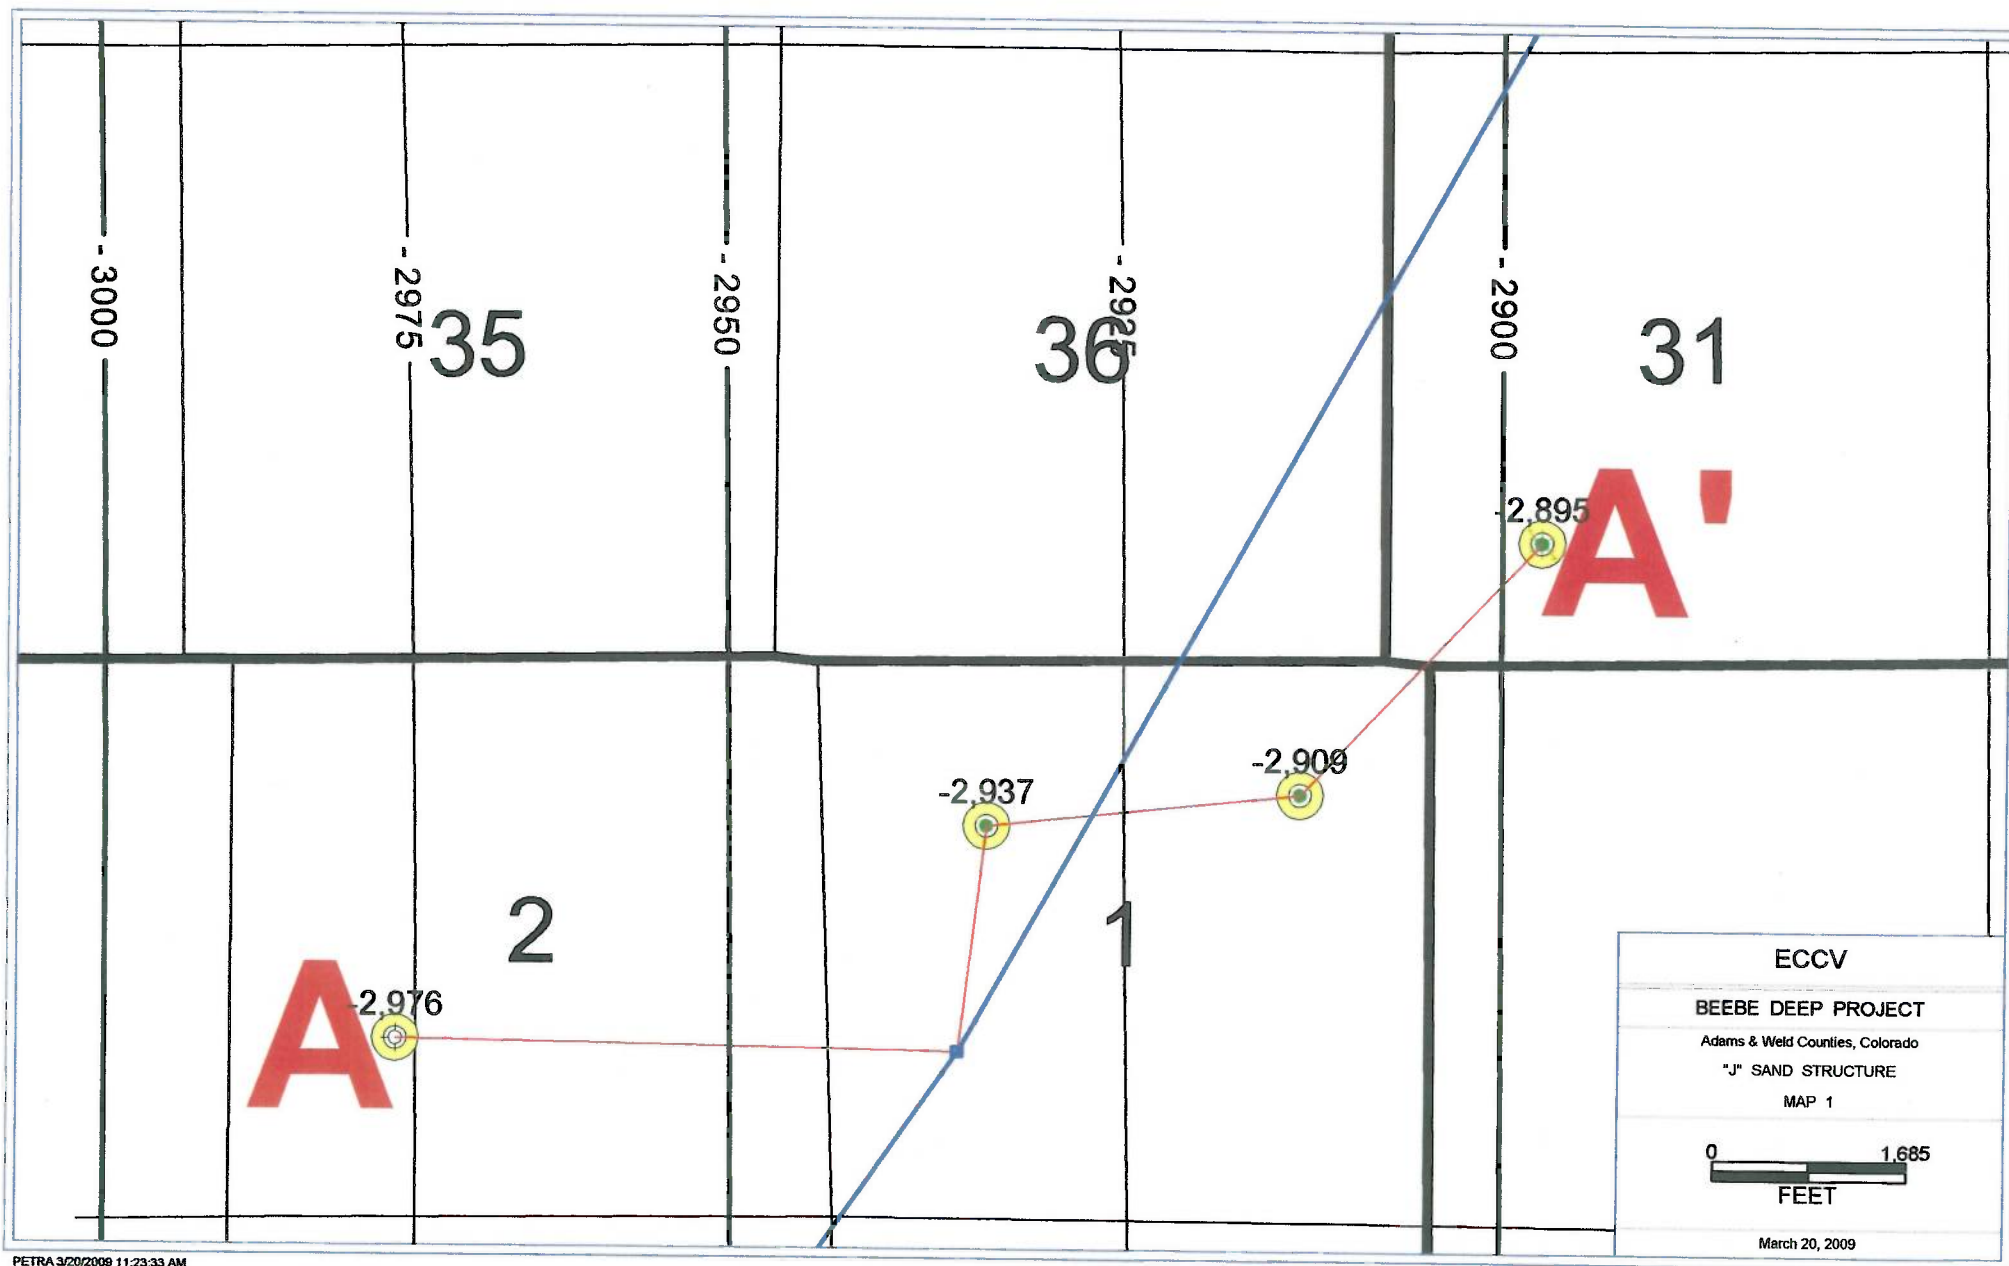 - 3000
- 2975
- 2950
- 2925
- 2900
35
36
31
-2,895
A'
-2,937
-2,909
2
1
A
-2,976
ECCV
BEEBE DEEP PROJECT
Adams & Weld Counties, Colorado
"J" SAND STRUCTURE
MAP 1
0 1,685
FEET
March 20, 2009
PETRA 3/20/2009 11:23:33 AM